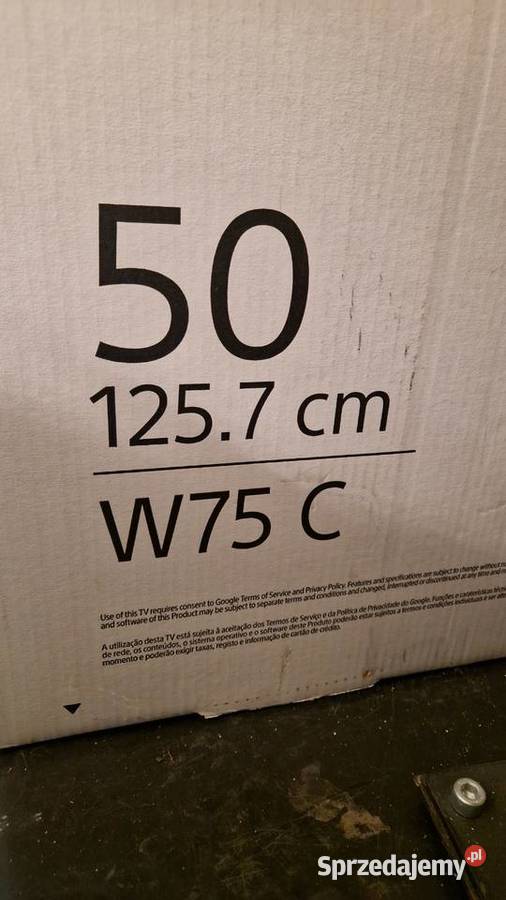 50
125.7 cm
W75 C
Use of this TV requires consent to Google Terms of Service and Privacy Policy. Features and specifications are subject to change without
and software of this Product may be subject to separate terms and conditions and changed, interrupted or discontinued at any time and
A utilização desta TV está sujeita à aceitação dos Termos de Serviço e da Política de Privacidade do Google. Funções e características
de rede, os conteúdos, o sistema operativo e o software deste Produto poderão estar sujeitos a termos e condições individuais e ser
momento e poderão exigir taxas, registo e informação de cartão de crédito.
Sprzedajemy.pl